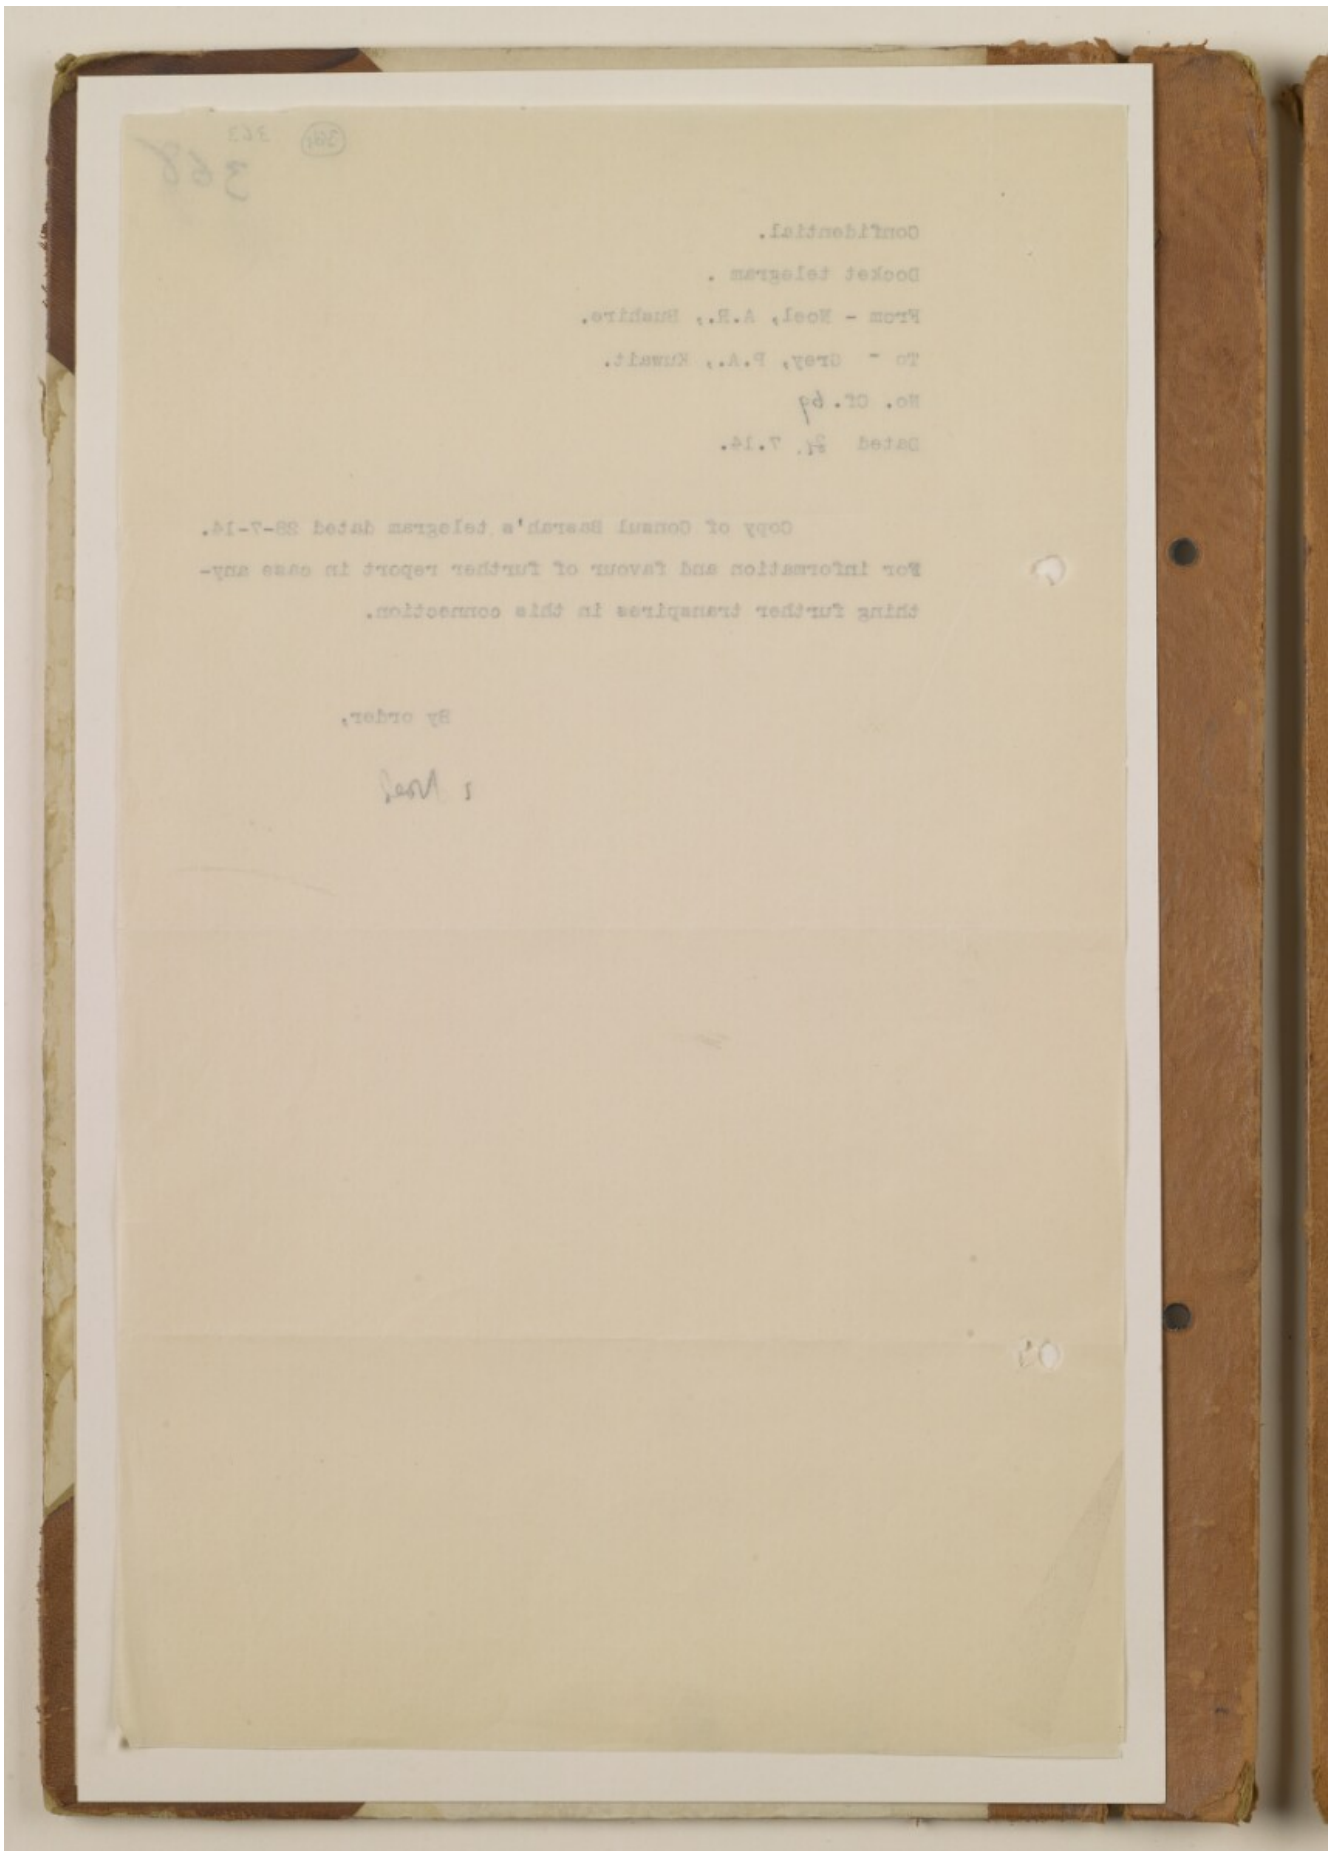 363
368
Confidential.
Docket telegram .
From - Noel, A.R., Bushire.
To - Grey, P.A., Kuwait.
No. Of. 69
Dated 7.14.
Copy of Consul Basrah's telegram dated 28-7-14.
For information and favour of further report in case any-
thing further transpires in this connection.
By order,
Noel